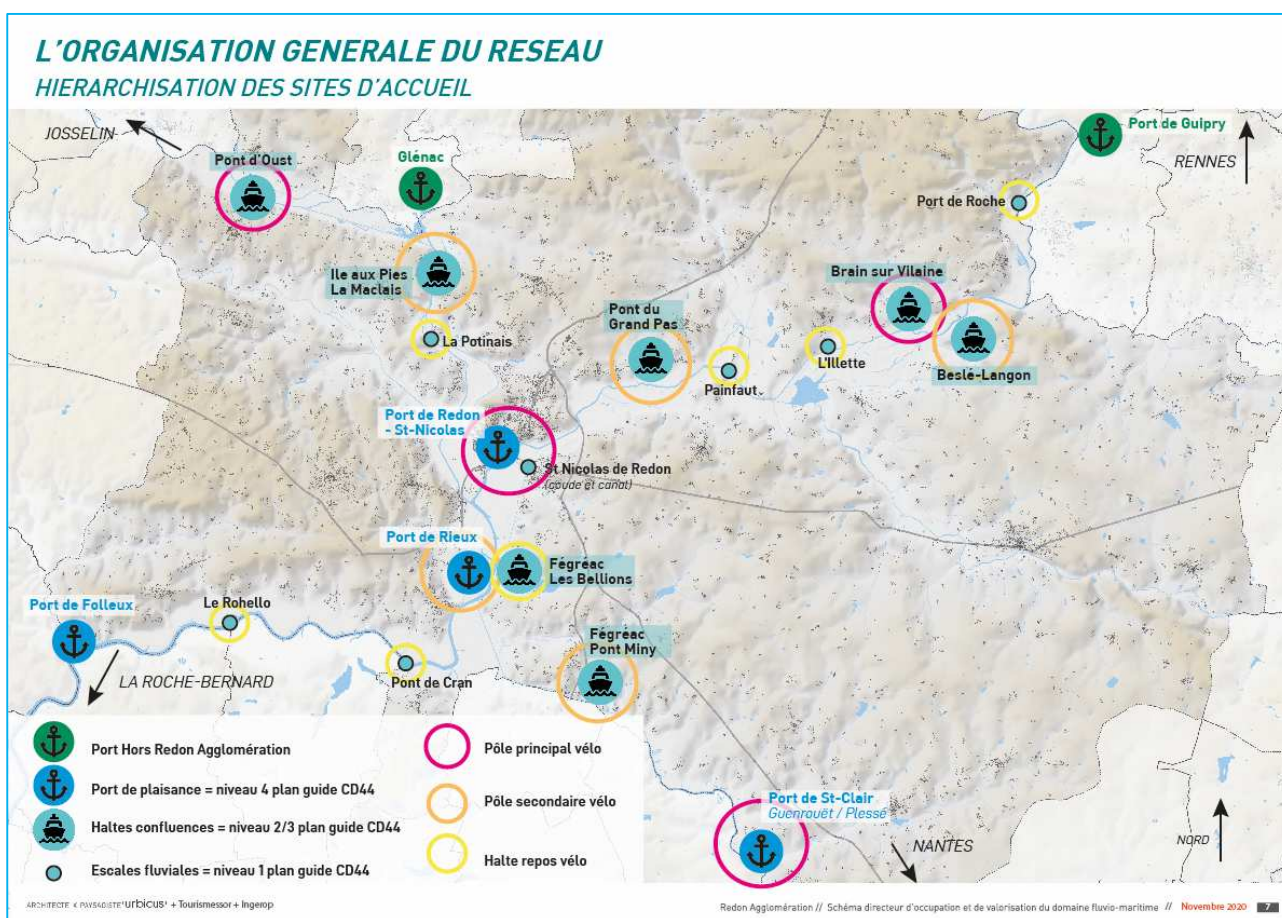 L'ORGANISATION GENERALE DU RESEAU
HIERARCHISATION DES SITES D'ACCUEIL
JOSSELIN
Pont d'Oust
Glénac
Port de Guipry
RENNES
Port de Roche
Ile aux Pies
La Maclais
Brain sur Vilaine
Pont du
Grand Pas
La Potinais
L'Illette
Beslé-Langon
Painfaut
Port de Redon
- St-Nicolas
St Nicolas de Redon
(coude et canal)
Port de Rieux
Fégréac
Les Bellions
Port de Folleux
Le Rohello
Fégréac
Pont Miny
LA ROCHE-BERNARD
Pont de Cran
Port Hors Redon Agglomération
Port de plaisance = niveau 4 plan guide CD44
Haltes confluences = niveau 2/3 plan guide CD44
Escales fluviales = niveau 1 plan guide CD44
Pôle principal vélo
Pôle secondaire vélo
Halte repos vélo
Port de St-Clair
Guenrouët / Plessé
NANTES
NORD
ARCHITECTE & PAYSAGISTE "urbicus" + Tourismessor + Ingerop
Redon Agglomération // Schéma directeur d'occupation et de valorisation du domaine fluvio-maritime // Novembre 2020 7